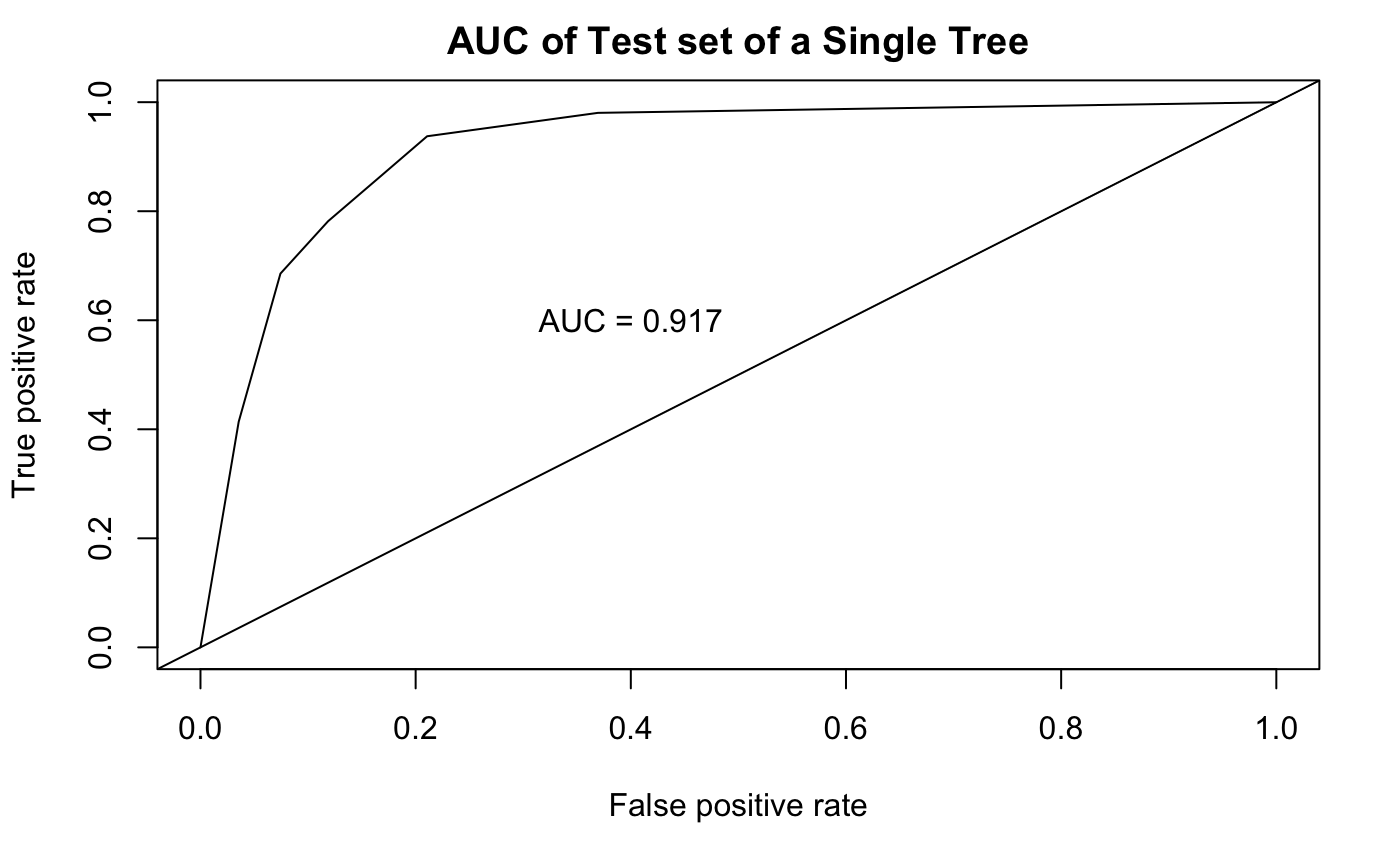 AUC of Test set of a Single Tree
True positive rate
1.0
0.8
0.6
0.4
0.2
0.0
AUC = 0.917
0.0 0.2 0.4 0.6 0.8 1.0
False positive rate